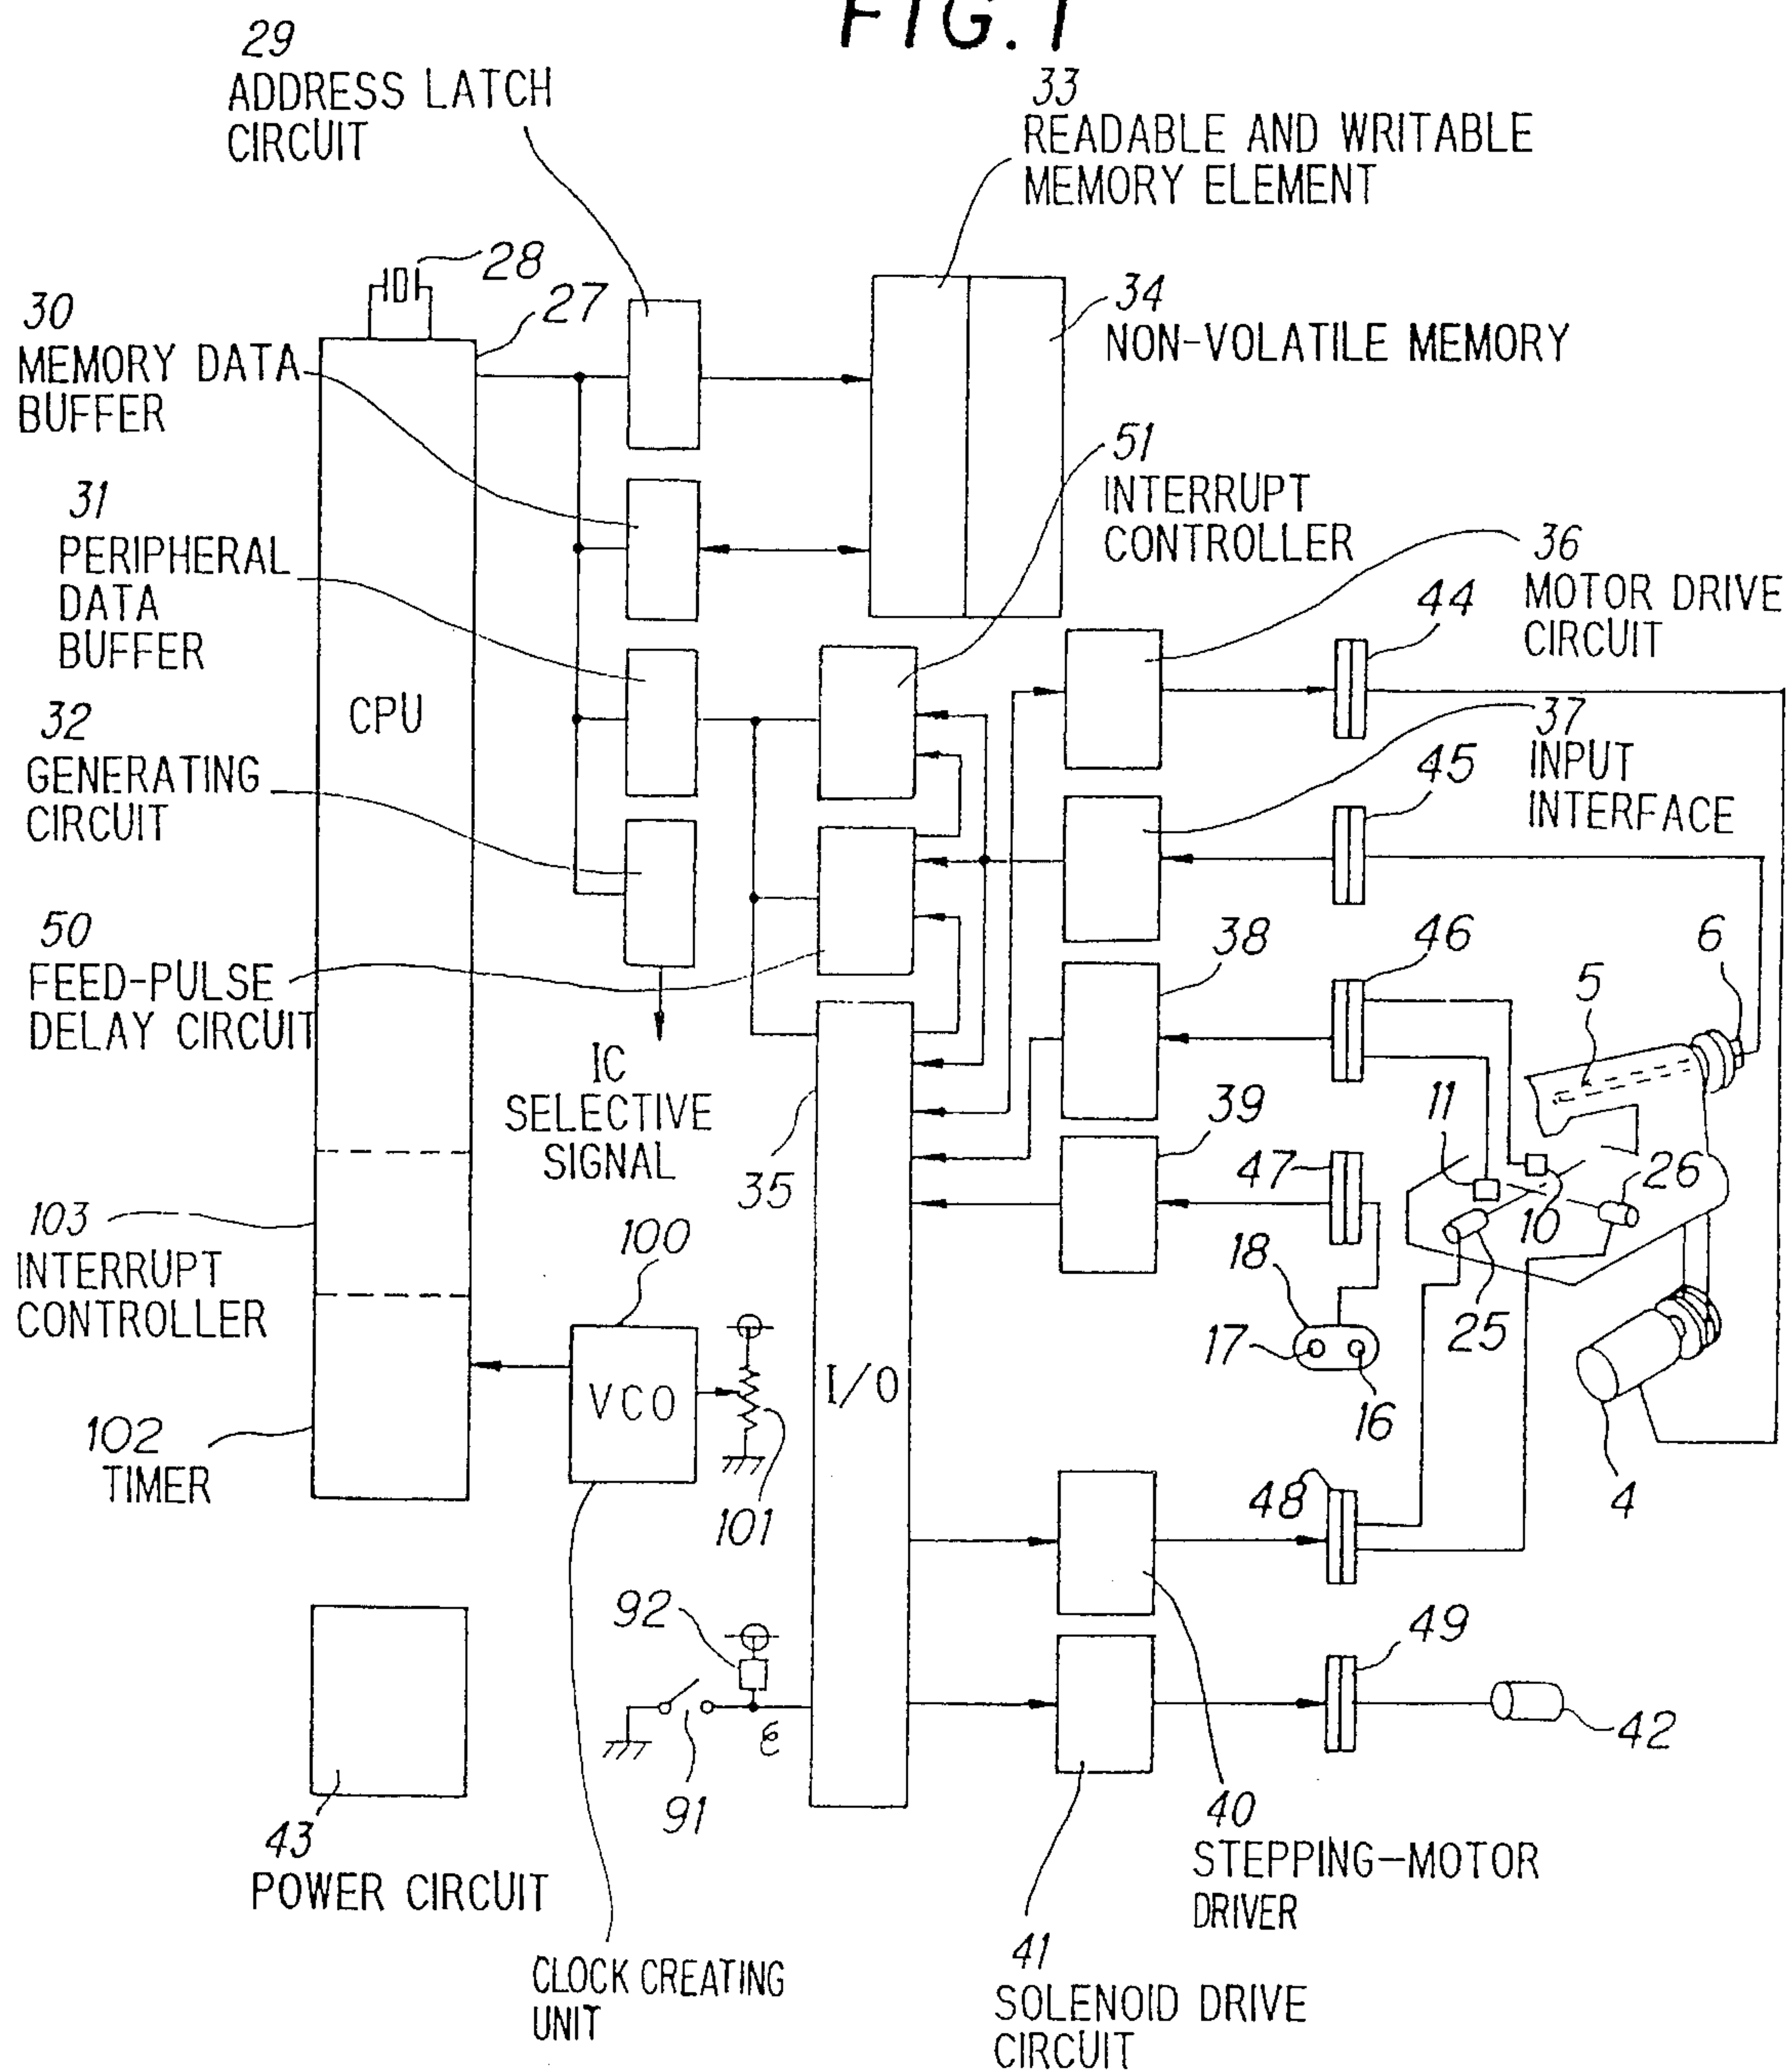 FIG. 1
29
ADDRESS LATCH
CIRCUIT
33
READABLE AND WRITABLE
MEMORY ELEMENT
28
27
30
MEMORY DATA
BUFFER
34
NON-VOLATILE MEMORY
31
PERIPHERAL
DATA
BUFFER
51
INTERRUPT
CONTROLLER
36
MOTOR DRIVE
CIRCUIT
44
CPU
32
GENERATING
CIRCUIT
37
INPUT
INTERFACE
45
50
FEED-PULSE
DELAY CIRCUIT
38
46
6
5
IC
SELECTIVE
SIGNAL
35
39
11
47
10
26
103
INTERRUPT
CONTROLLER
100
VCO
18
17
16
25
I/O
102
TIMER
101
48
4
92
49
ε
91
42
43
POWER CIRCUIT
40
STEPPING-MOTOR
DRIVER
41
SOLENOID DRIVE
CIRCUIT
CLOCK CREATING
UNIT